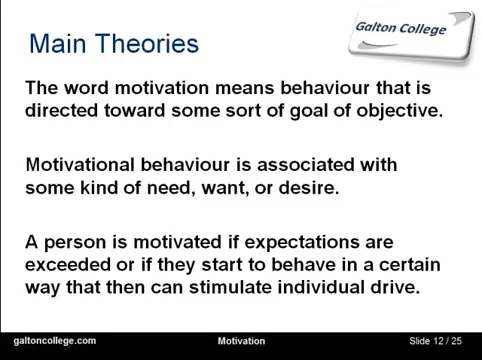 Main Theories
Galton College
The word motivation means behaviour that is
directed toward some sort of goal of objective.
Motivational behaviour is associated with
some kind of need, want, or desire.
A person is motivated if expectations are
exceeded or if they start to behave in a certain
way that then can stimulate individual drive.
galtoncollege.com Motivation Slide 12 / 25